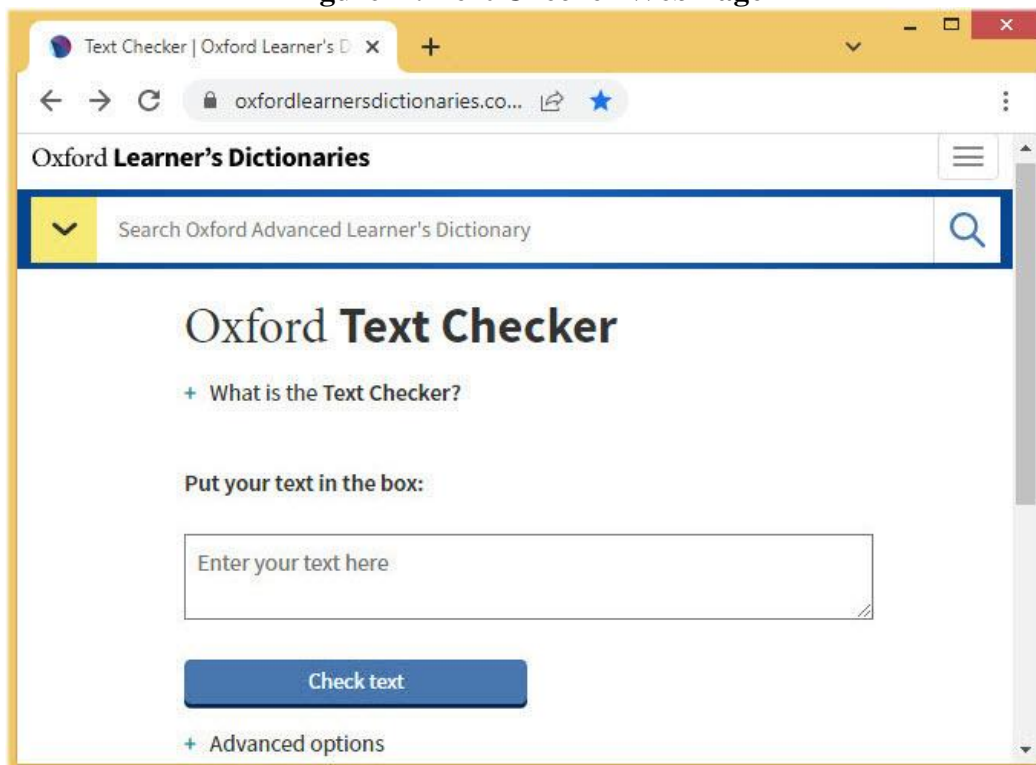 Text Checker | Oxford Learner's D
oxfordlearnersdictionaries.co...
Oxford Learner's Dictionaries
Search Oxford Advanced Learner's Dictionary
Oxford Text Checker
+ What is the Text Checker?
Put your text in the box:
Enter your text here
Check text
+ Advanced options